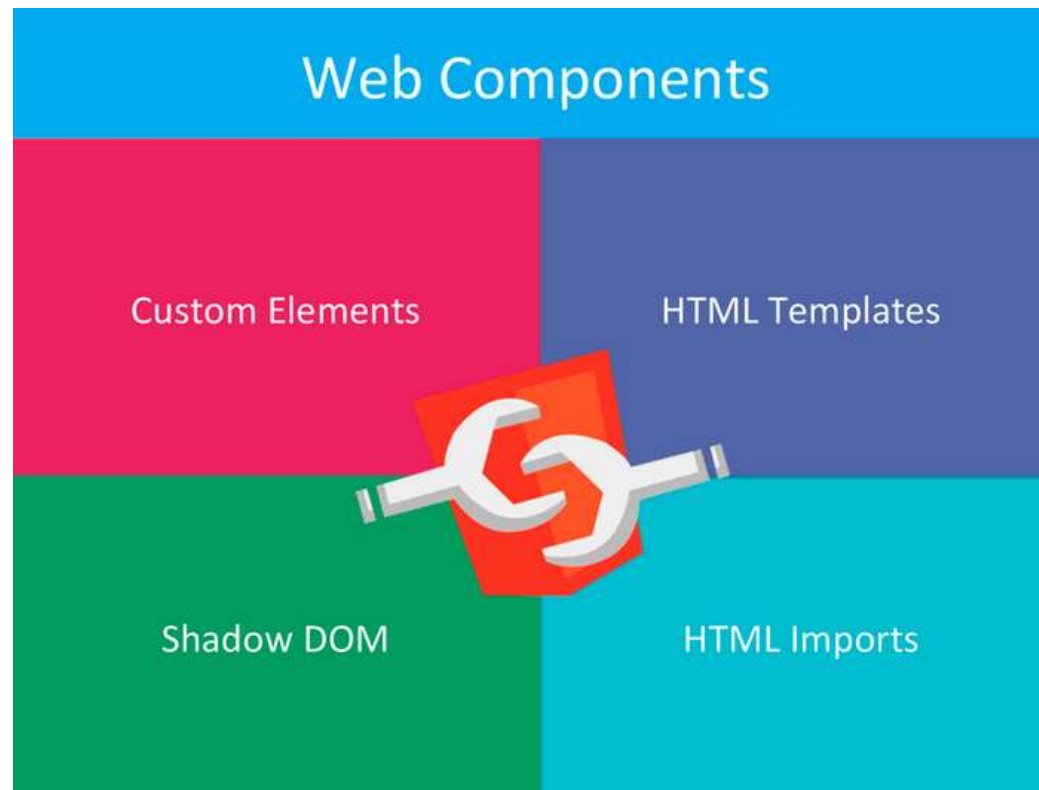 Web Components
Custom Elements
HTML Templates
Shadow DOM
HTML Imports